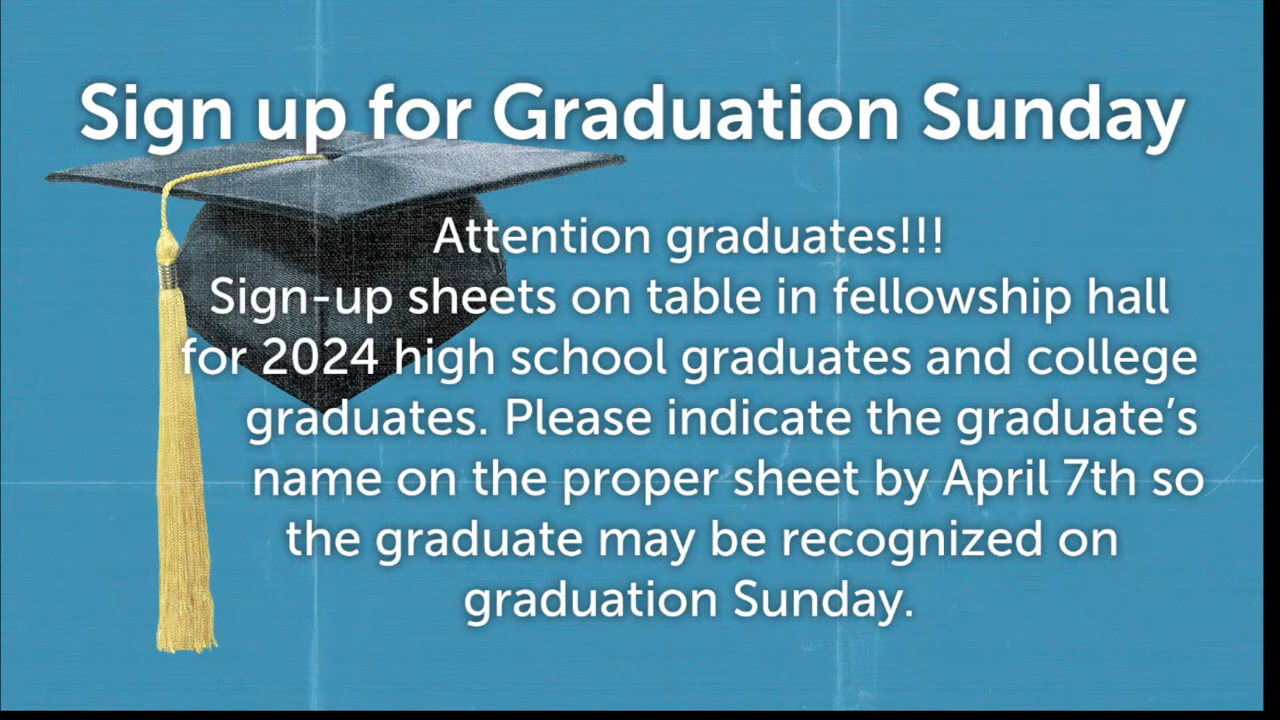 Sign up for Graduation Sunday
Attention graduates!!!
Sign-up sheets on table in fellowship hall
for 2024 high school graduates and college
graduates. Please indicate the graduate’s
name on the proper sheet by April 7th so
the graduate may be recognized on
graduation Sunday.